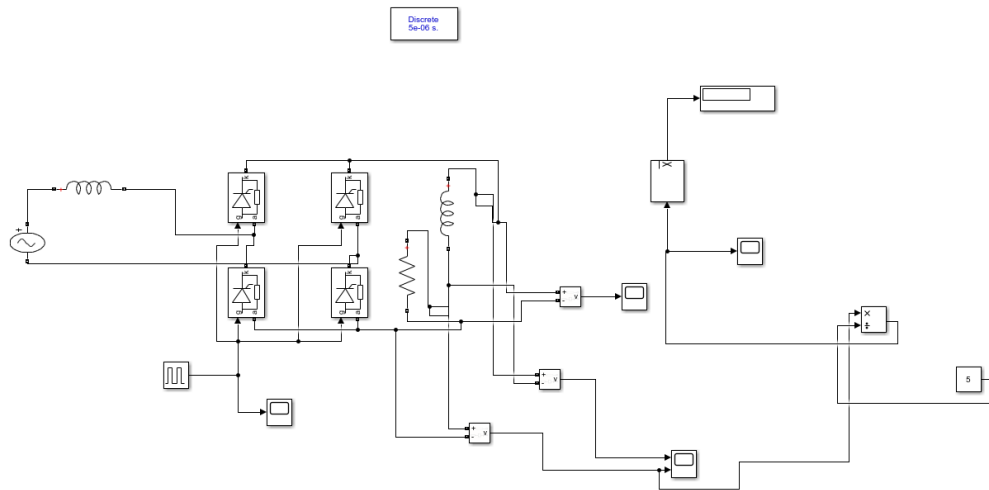 Discrete
5e-06 s.
+
-
v
+
-
v
+
-
v
×
÷
5